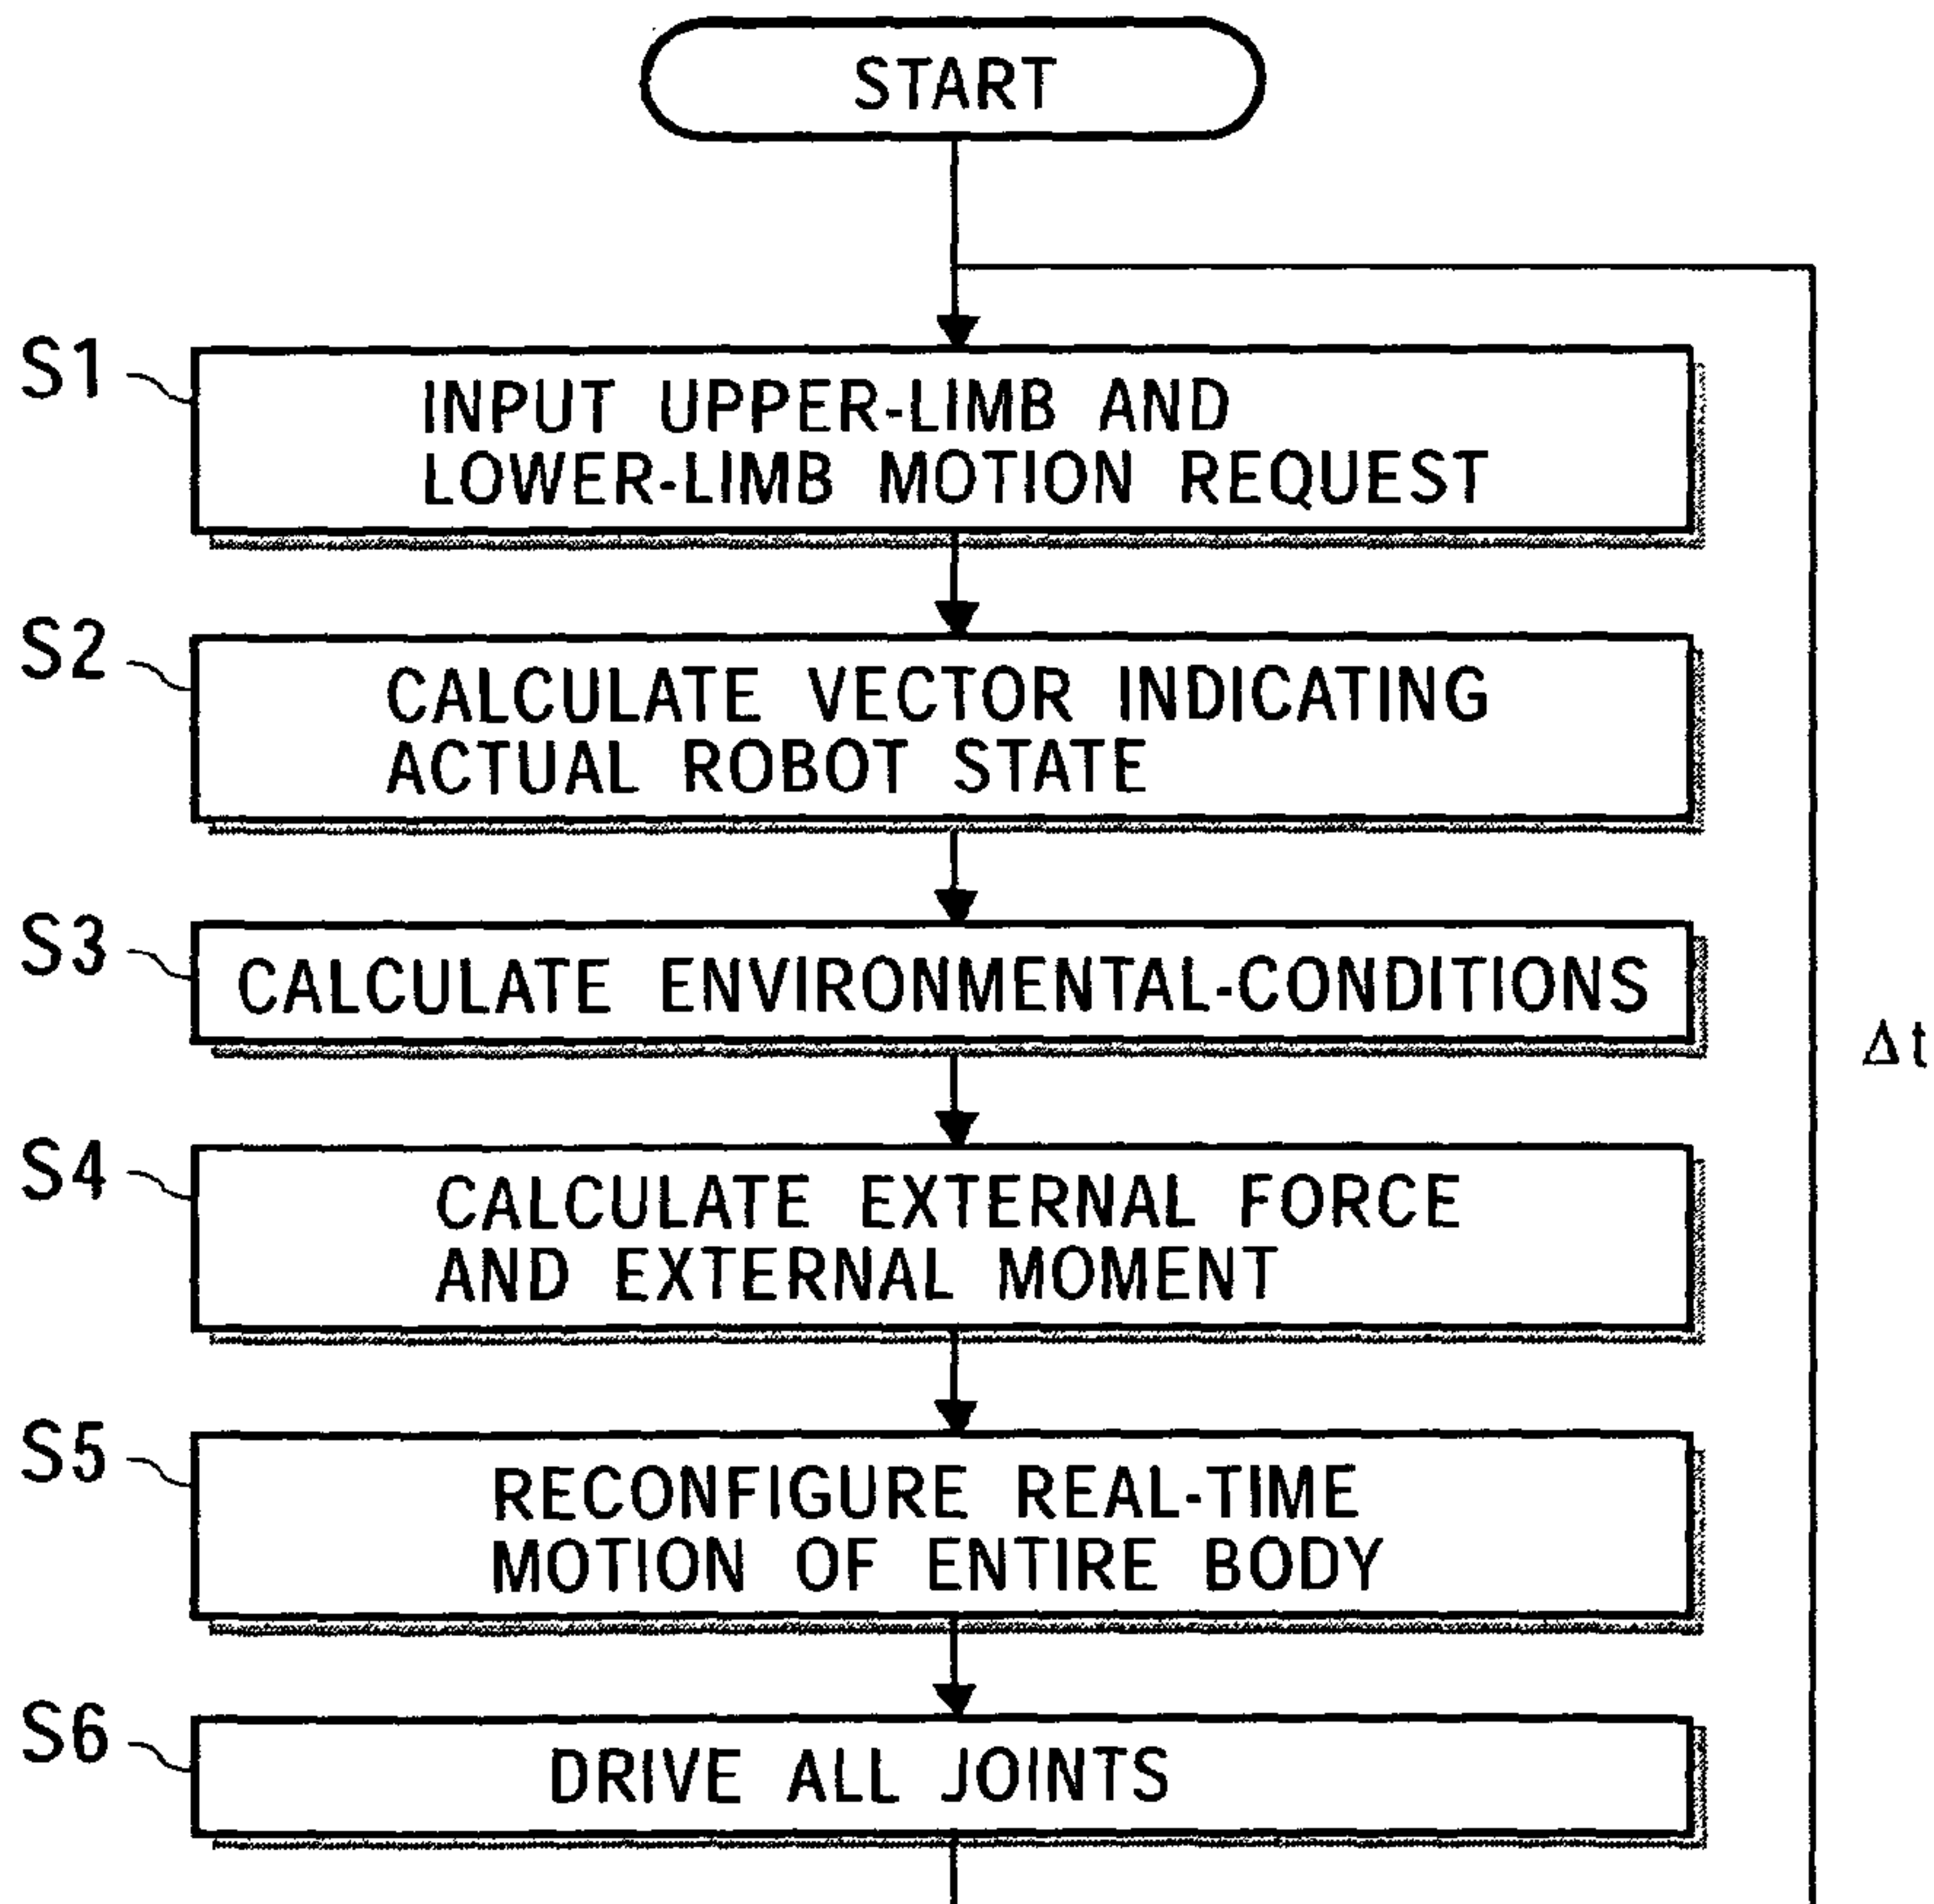 START
S1
INPUT UPPER-LIMB AND
LOWER-LIMB MOTION REQUEST
S2
CALCULATE VECTOR INDICATING
ACTUAL ROBOT STATE
S3
CALCULATE ENVIRONMENTAL-CONDITIONS
Δt
S4
CALCULATE EXTERNAL FORCE
AND EXTERNAL MOMENT
S5
RECONFIGURE REAL-TIME
MOTION OF ENTIRE BODY
S6
DRIVE ALL JOINTS